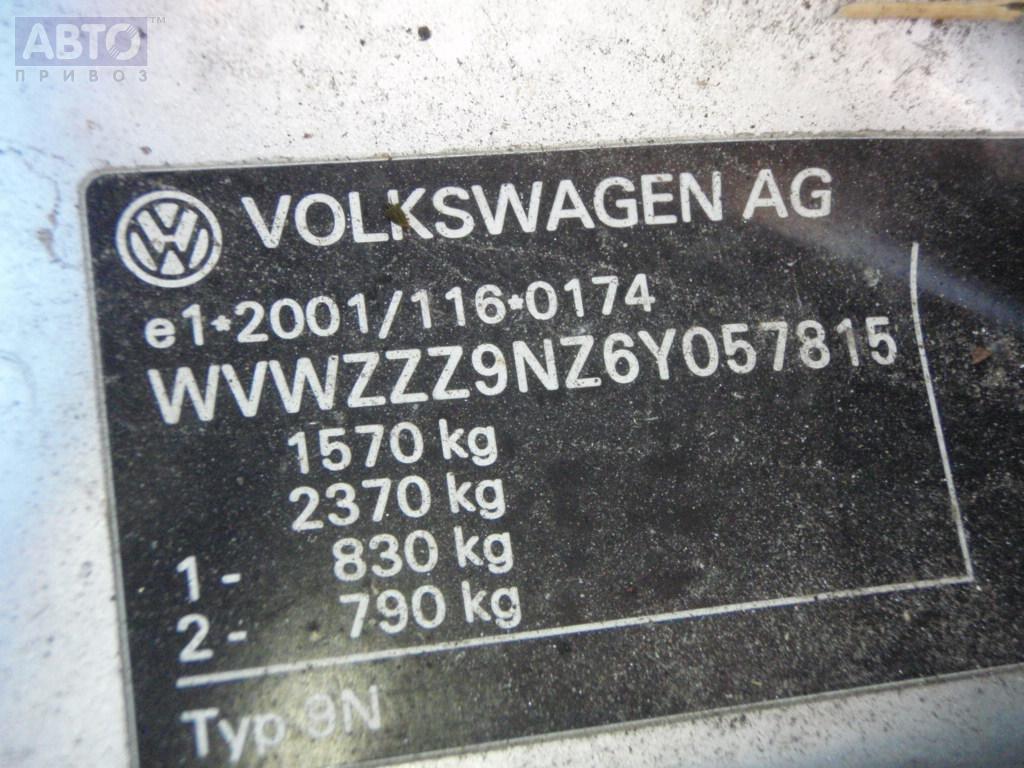 АВТО™
ПРИВОЗ
VOLKSWAGEN AG
e1*2001/116*0174
WVWZZZ9NZ6Y057815
1570 kg
2370 kg
1- 830 kg
2- 790 kg
Typ 9N